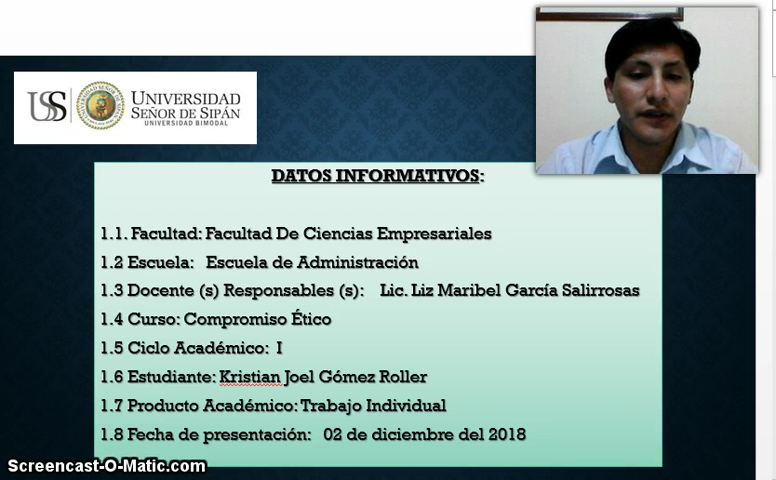 USS
UNIVERSIDAD
SEÑOR DE SIPÁN
UNIVERSIDAD BIMODAL
DATOS INFORMATIVOS:
1.1. Facultad: Facultad De Ciencias Empresariales
1.2 Escuela: Escuela de Administración
1.3 Docente (s) Responsables (s): Lic. Liz Maribel García Salirrosas
1.4 Curso: Compromiso Ético
1.5 Ciclo Académico: I
1.6 Estudiante: Kristian Joel Gómez Roller
1.7 Producto Académico: Trabajo Individual
1.8 Fecha de presentación: 02 de diciembre del 2018
Screencast-O-Matic.com